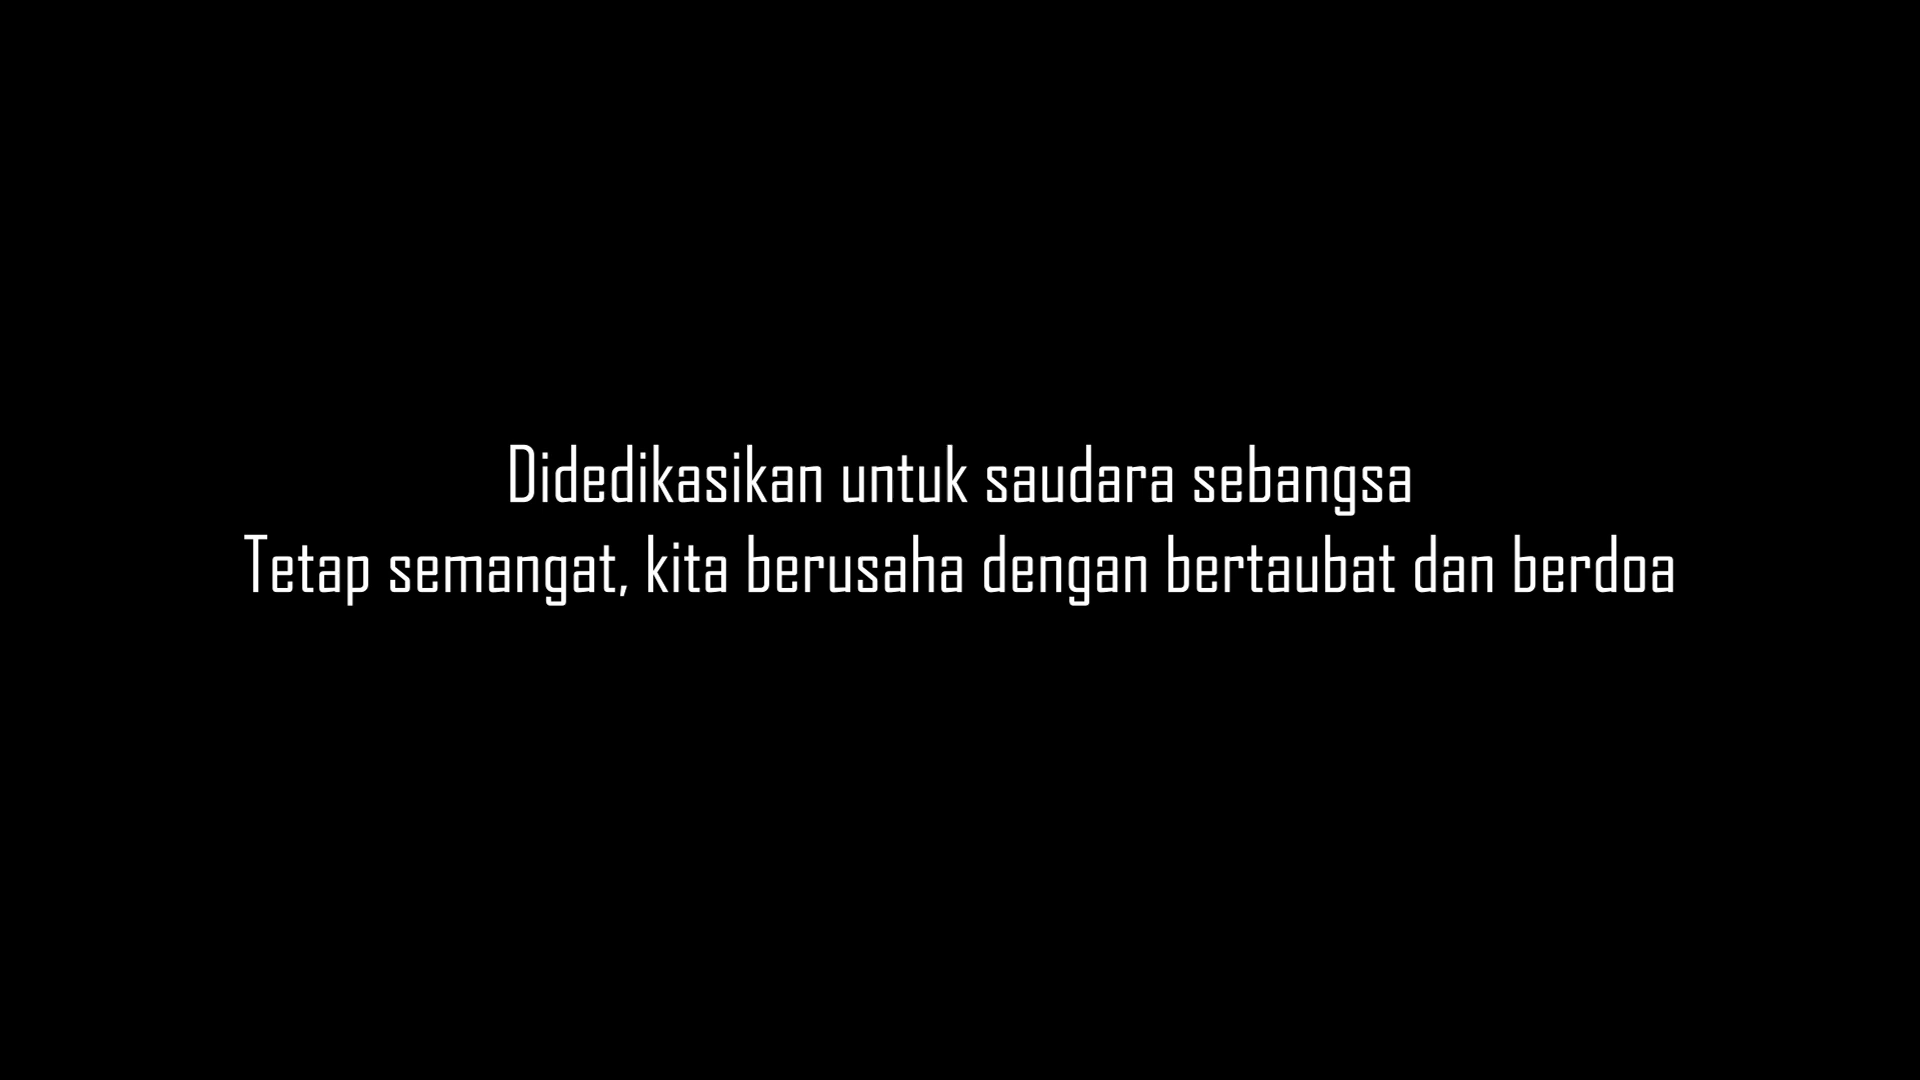 Didedikasikan untuk saudara sebangsa
Tetap semangat, kita berusaha dengan bertaubat dan berdoa